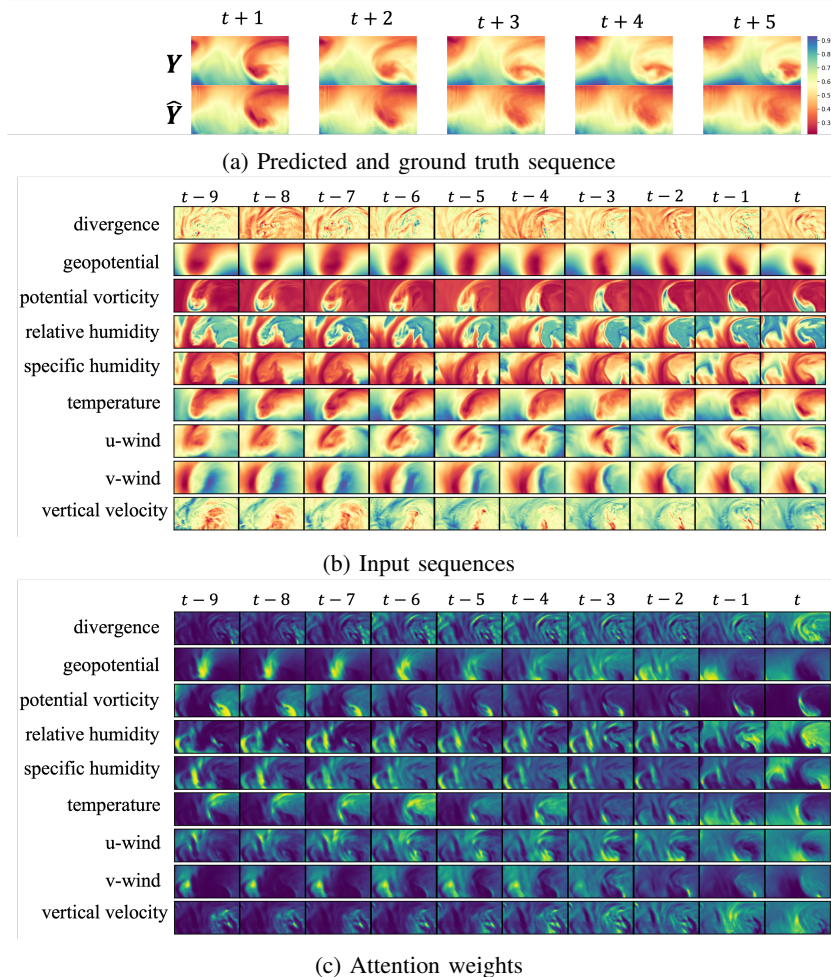 t + 1 t + 2 t + 3 t + 4 t + 5
Y
Ŷ
0.9
0.8
0.7
0.6
0.5
0.4
0.3
(a) Predicted and ground truth sequence
t − 9 t − 8 t − 7 t − 6 t − 5 t − 4 t − 3 t − 2 t − 1 t
divergence
geopotential
potential vorticity
relative humidity
specific humidity
temperature
u-wind
v-wind
vertical velocity
(b) Input sequences
t − 9 t − 8 t − 7 t − 6 t − 5 t − 4 t − 3 t − 2 t − 1 t
divergence
geopotential
potential vorticity
relative humidity
specific humidity
temperature
u-wind
v-wind
vertical velocity
(c) Attention weights